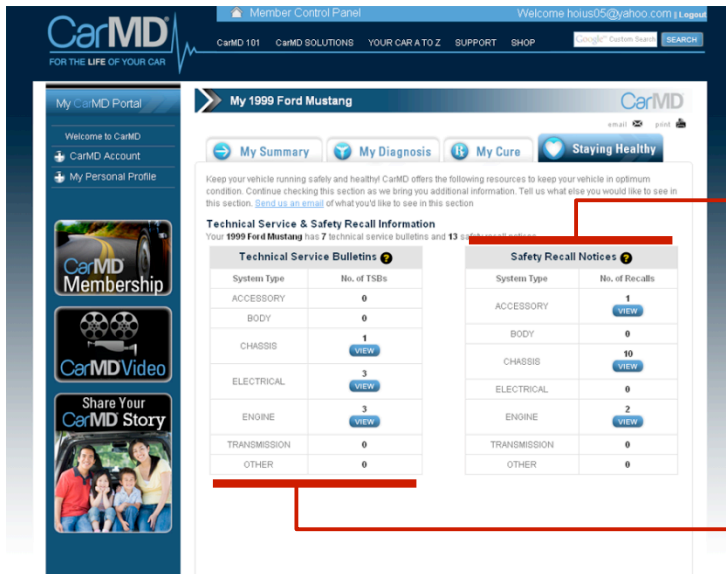 Member Control Panel
Welcome hoius05@yahoo.com | Logout
CarMD
FOR THE LIFE OF YOUR CAR
CarMD 101 CarMD SOLUTIONS YOUR CAR A TO Z SUPPORT SHOP
Google Custom Search SEARCH
My CarMD Portal
Welcome to CarMD
CarMD Account
My Personal Profile
CarMD
Membership
CarMD Video
Share Your
CarMD Story
My 1999 Ford Mustang
CarMD
email print
My Summary My Diagnosis My Cure Staying Healthy
Keep your vehicle running safely and healthy! CarMD offers the following resources to keep your vehicle in optimum
condition. Continue checking this section as we bring you additional information. Tell us what else you would like to see in
this section. Send us an email of what you'd like to see in this section
Technical Service & Safety Recall Information
Your 1999 Ford Mustang has 7 technical service bulletins and 13 safety recall notices
Technical Service Bulletins ?
System Type No. of TSBs
ACCESSORY 0
BODY 0
CHASSIS 1
VIEW
ELECTRICAL 3
VIEW
ENGINE 3
VIEW
TRANSMISSION 0
OTHER 0
Safety Recall Notices ?
System Type No. of Recalls
ACCESSORY 1
VIEW
BODY 0
CHASSIS 10
VIEW
ELECTRICAL 0
ENGINE 2
VIEW
TRANSMISSION 0
OTHER 0